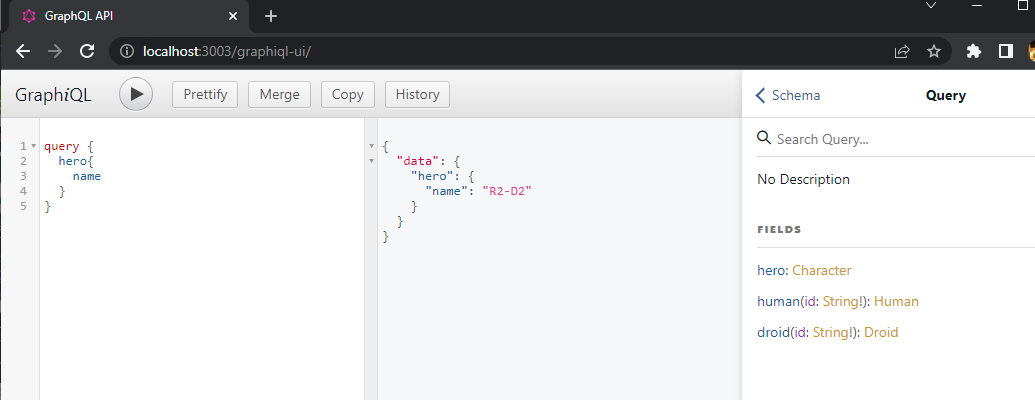 GraphQL API
localhost:3003/graphiql-ui/
GraphiQL
Prettify
Merge
Copy
History
1 query {
2 hero{
3 name
4 }
5 }
{
"data": {
"hero": {
"name": "R2-D2"
}
}
}
Schema
Query
Search Query...
No Description
FIELDS
hero: Character
human(id: String!): Human
droid(id: String!): Droid